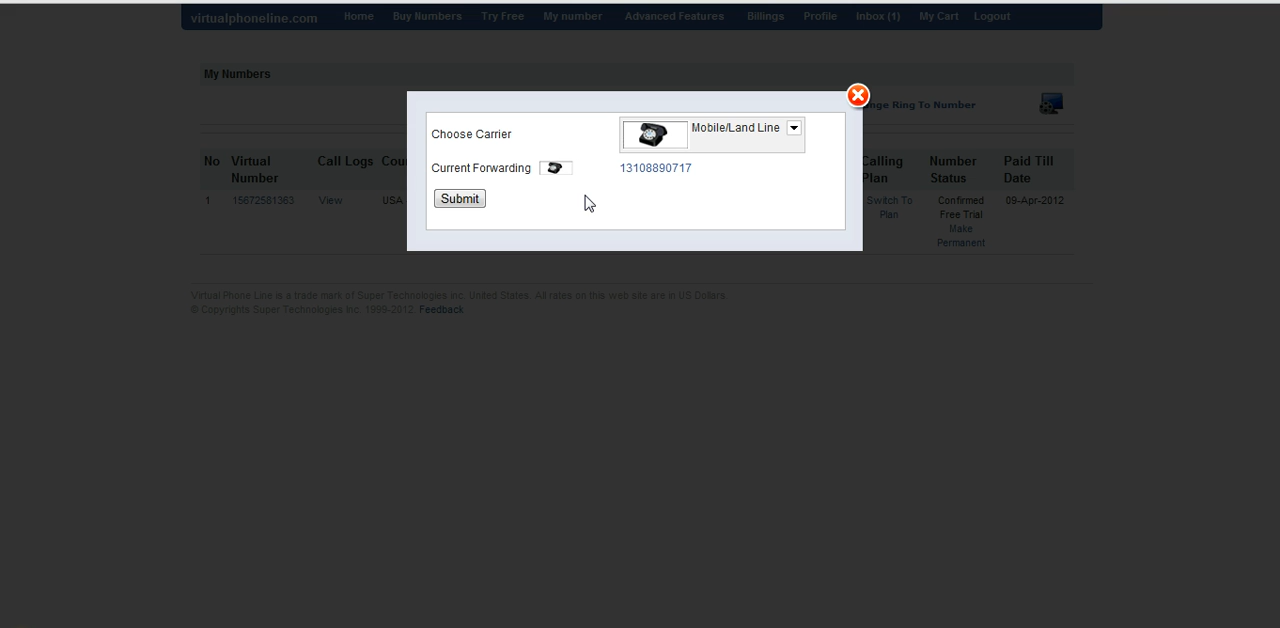 virtualphoneline.com Home Buy Numbers Try Free My number Advanced Features Billings Profile Inbox (1) My Cart Logout
My Numbers
nge Ring To Number
Choose Carrier Mobile/Land Line
Current Forwarding 13108890717
Submit
No Virtual Number Call Logs Cou Calling Plan Number Status Paid Till Date
1 15672581363 View USA Switch To Plan Confirmed Free Trial Make Permanent 09-Apr-2012
Virtual Phone Line is a trade mark of Super Technologies inc. United States. All rates on this web site are in US Dollars.
© Copyrights Super Technologies Inc. 1999-2012. Feedback